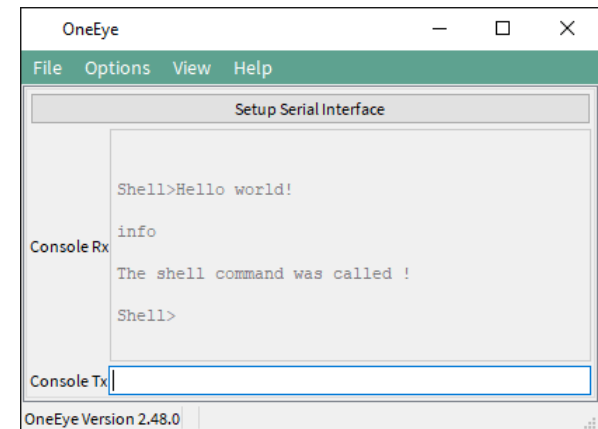 OneEye
File Options View Help
Setup Serial Interface
Shell>Hello world!
info
Console Rx
The shell command was called !
Shell>
Console Tx
OneEye Version 2.48.0